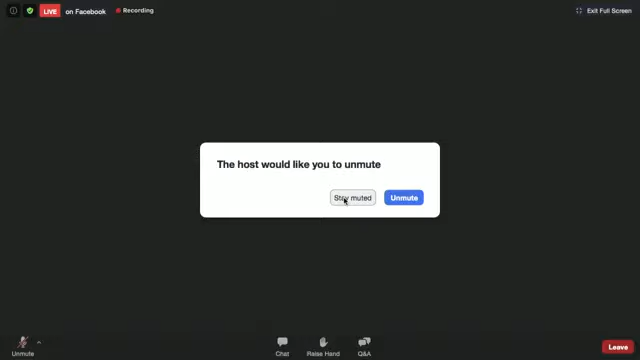 LIVE on Facebook Recording Exit Full Screen
The host would like you to unmute
Stay muted Unmute
Unmute Chat Raise Hand Q&A Leave